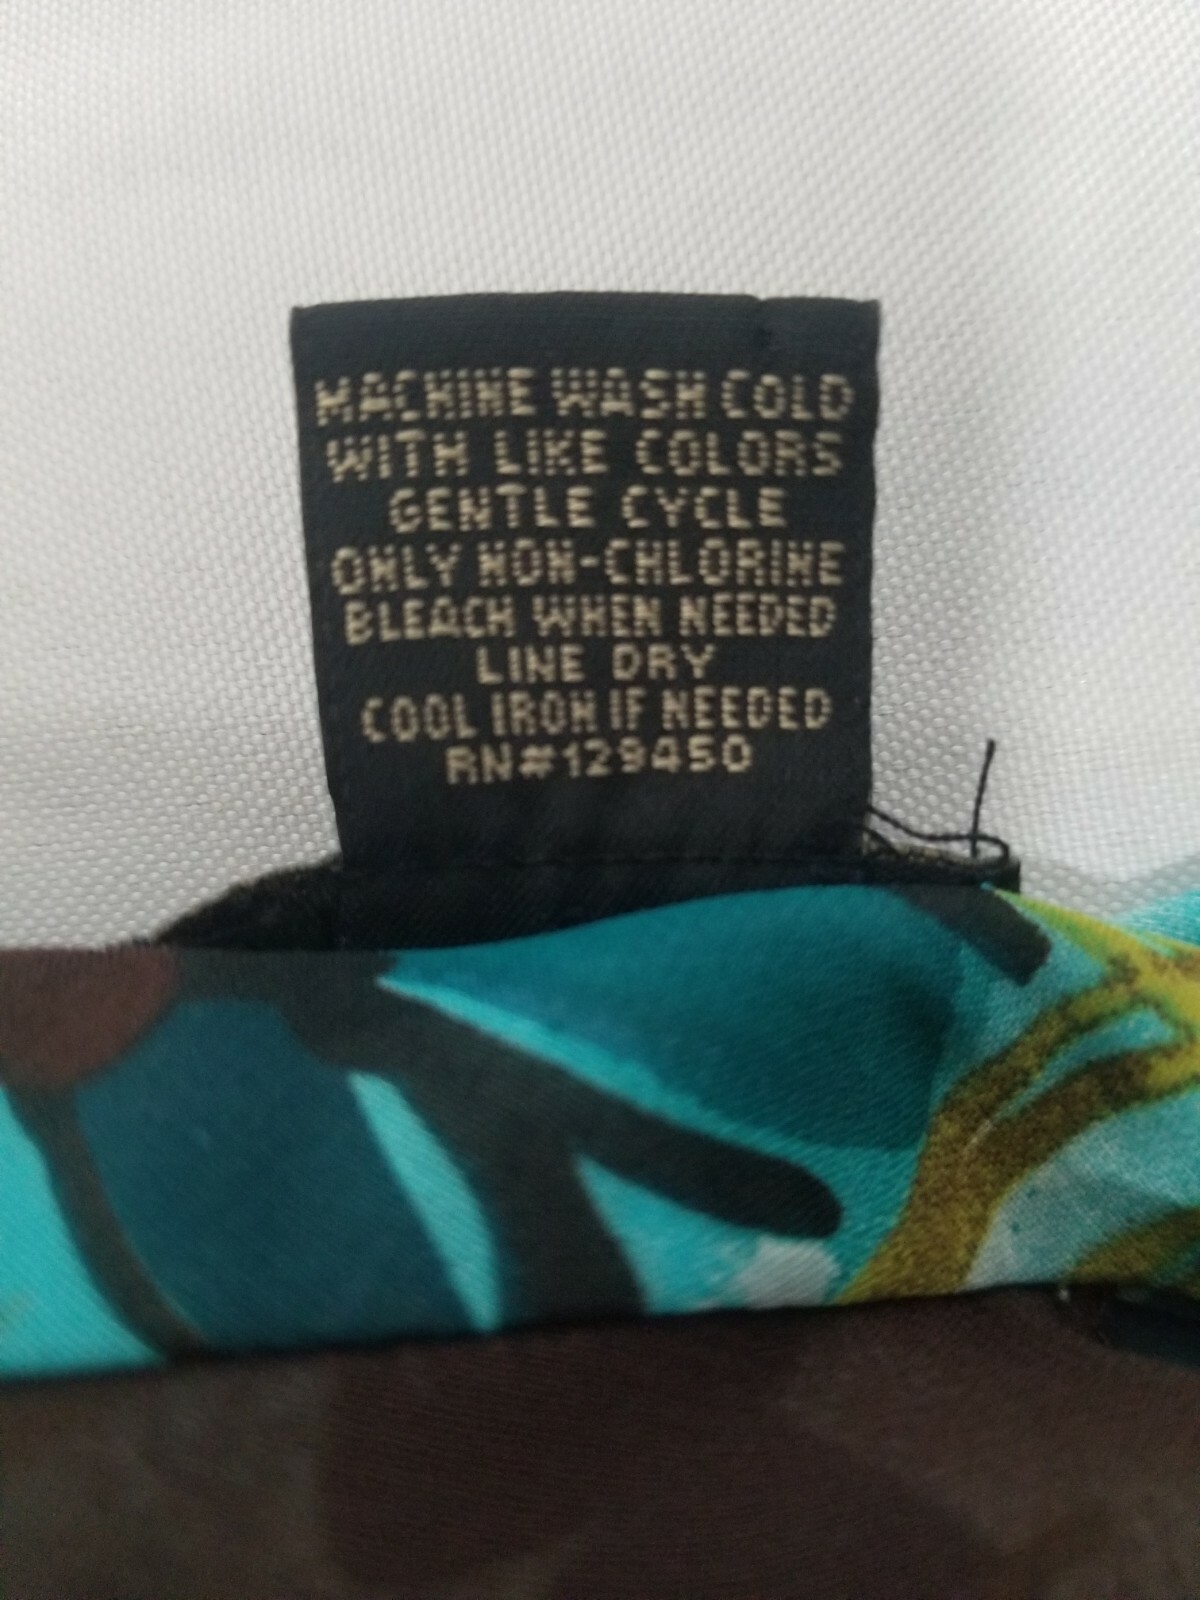 MACHINE WASH COLD
WITH LIKE COLORS
GENTLE CYCLE
ONLY NON-CHLORINE
BLEACH WHEN NEEDED
LINE DRY
COOL IRON IF NEEDED
RN#129450